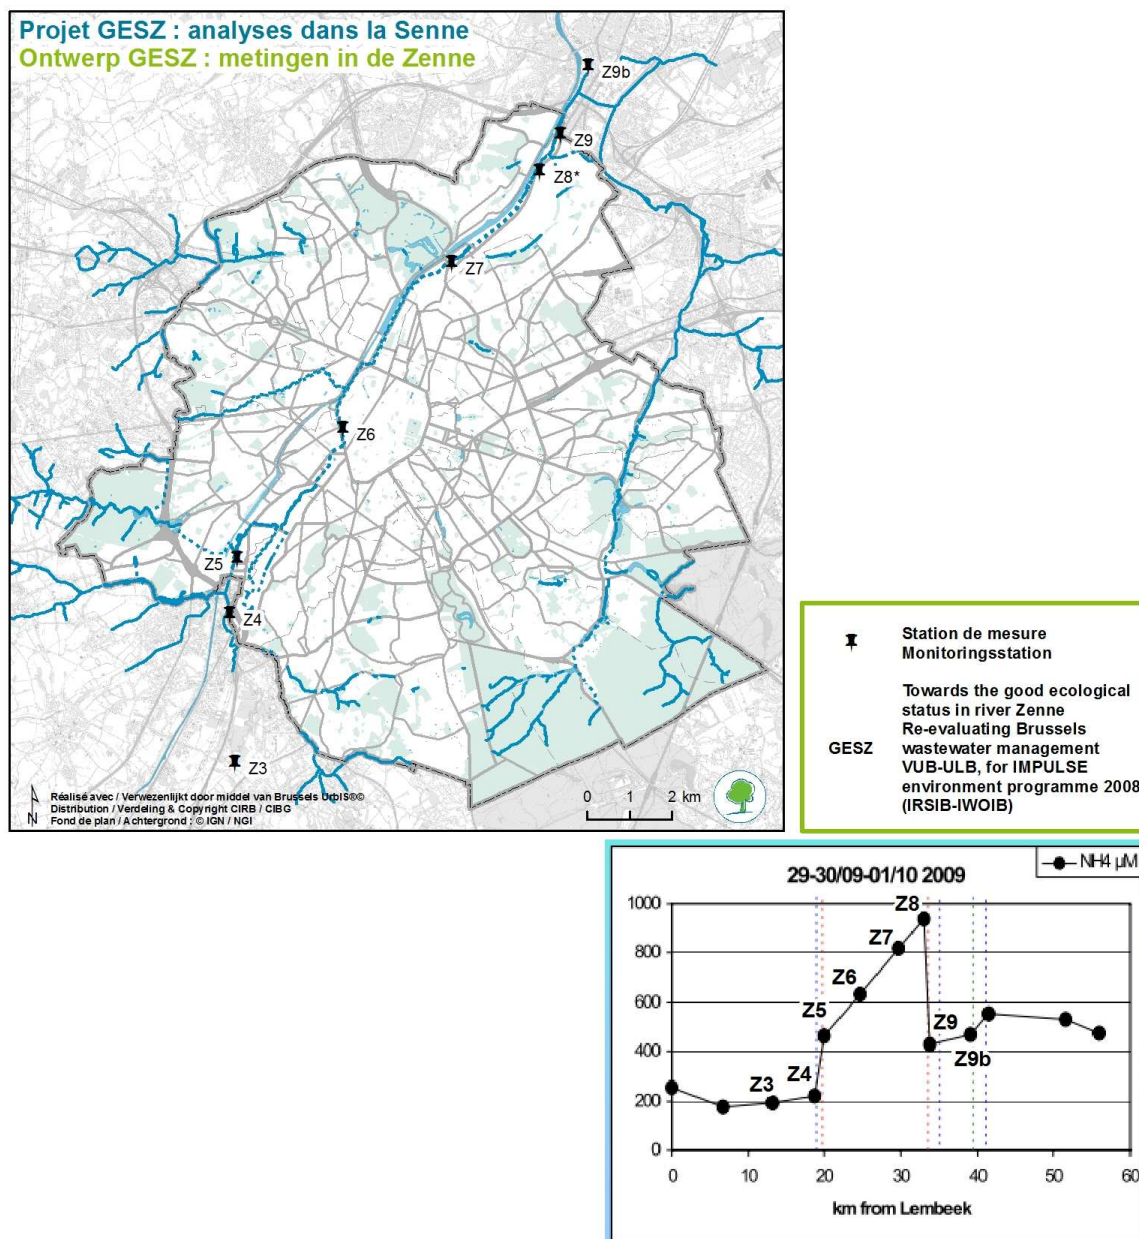 Projet GESZ : analyses dans la Senne
Ontwerp GESZ : metingen in de Zenne
Z9b
Z9
Z8*
Z7
Z6
Z5
Z4
Z3
N
Réalisé avec / Verwezenlijkt door middel van Brussels UrbIS®©
Distribution / Verdeling & Copyright CIRB / CIBG
Fond de plan / Achtergrond : © IGN / NGI
0 1 2 km
Station de mesure
Monitoringsstation
GESZ
Towards the good ecological
status in river Zenne
Re-evaluating Brussels
wastewater management
VUB-ULB, for IMPULSE
environment programme 2008
(IRSIB-IWOIB)
29-30/09-01/10 2009
NH4 µM
1000
800
600
400
200
0
Z3
Z4
Z5
Z6
Z7
Z8
Z9
Z9b
0 10 20 30 40 50 60
km from Lembeek